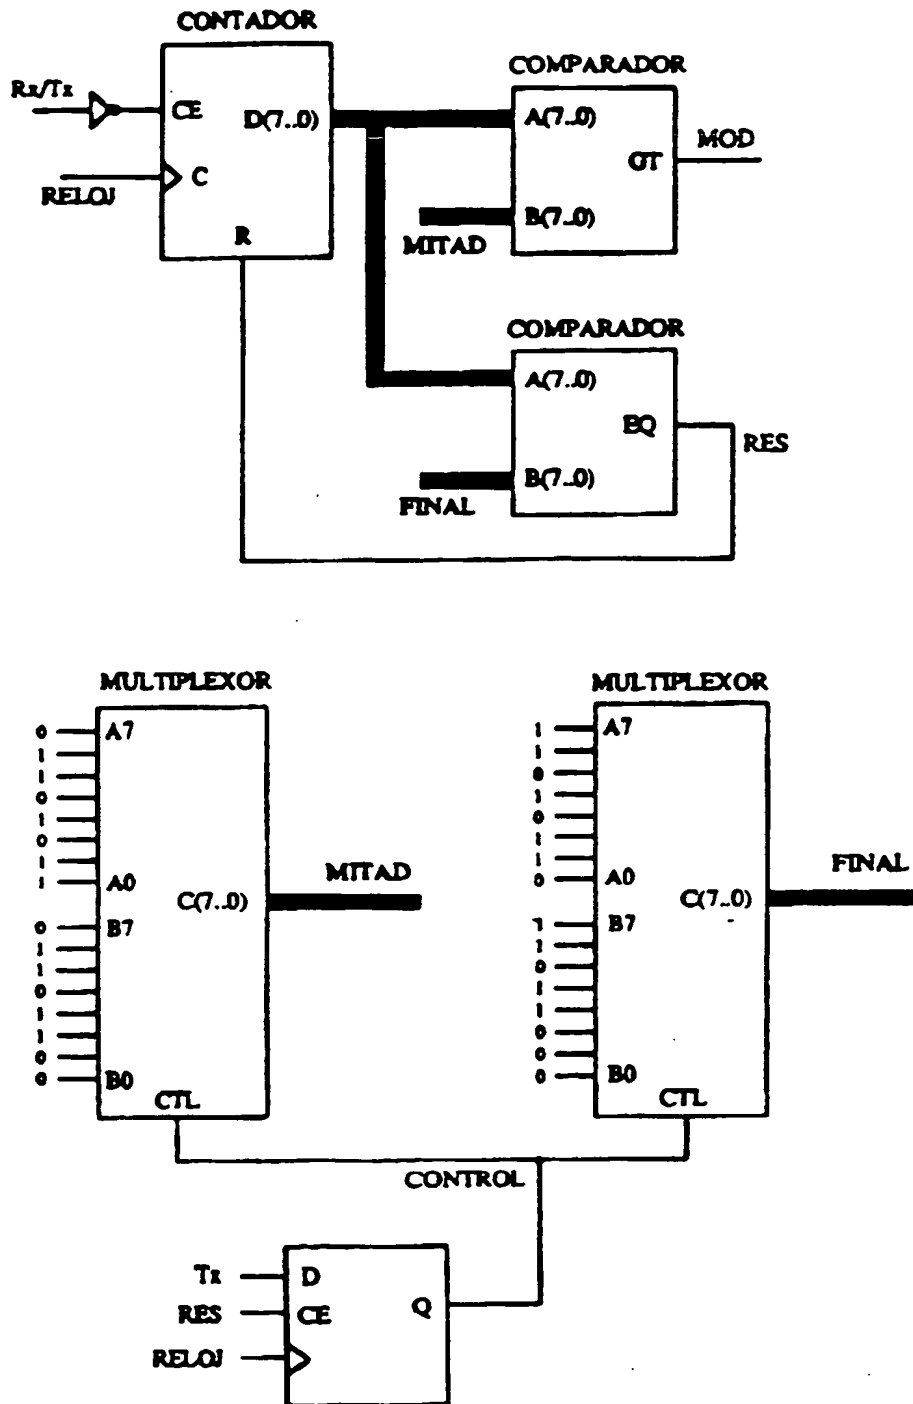 CONTADOR
COMPARADOR
Rx/Tx
CE
D(7..0)
A(7..0)
MOD
GT
RELOJ
C
B(7..0)
MITAD
R
COMPARADOR
A(7..0)
EQ
RES
B(7..0)
FINAL
MULTIPLEXOR
0 A7
1
1
0
1
0
1
1 A0
C(7..0)
MITAD
0 B7
1
1
0
1
1
0
0 B0
CTL
MULTIPLEXOR
1 A7
1
0
1
0
1
1
0 A0
C(7..0)
FINAL
1 B7
1
0
1
1
0
0
0 B0
CTL
CONTROL
Tx D
Q
RES CE
RELOJ